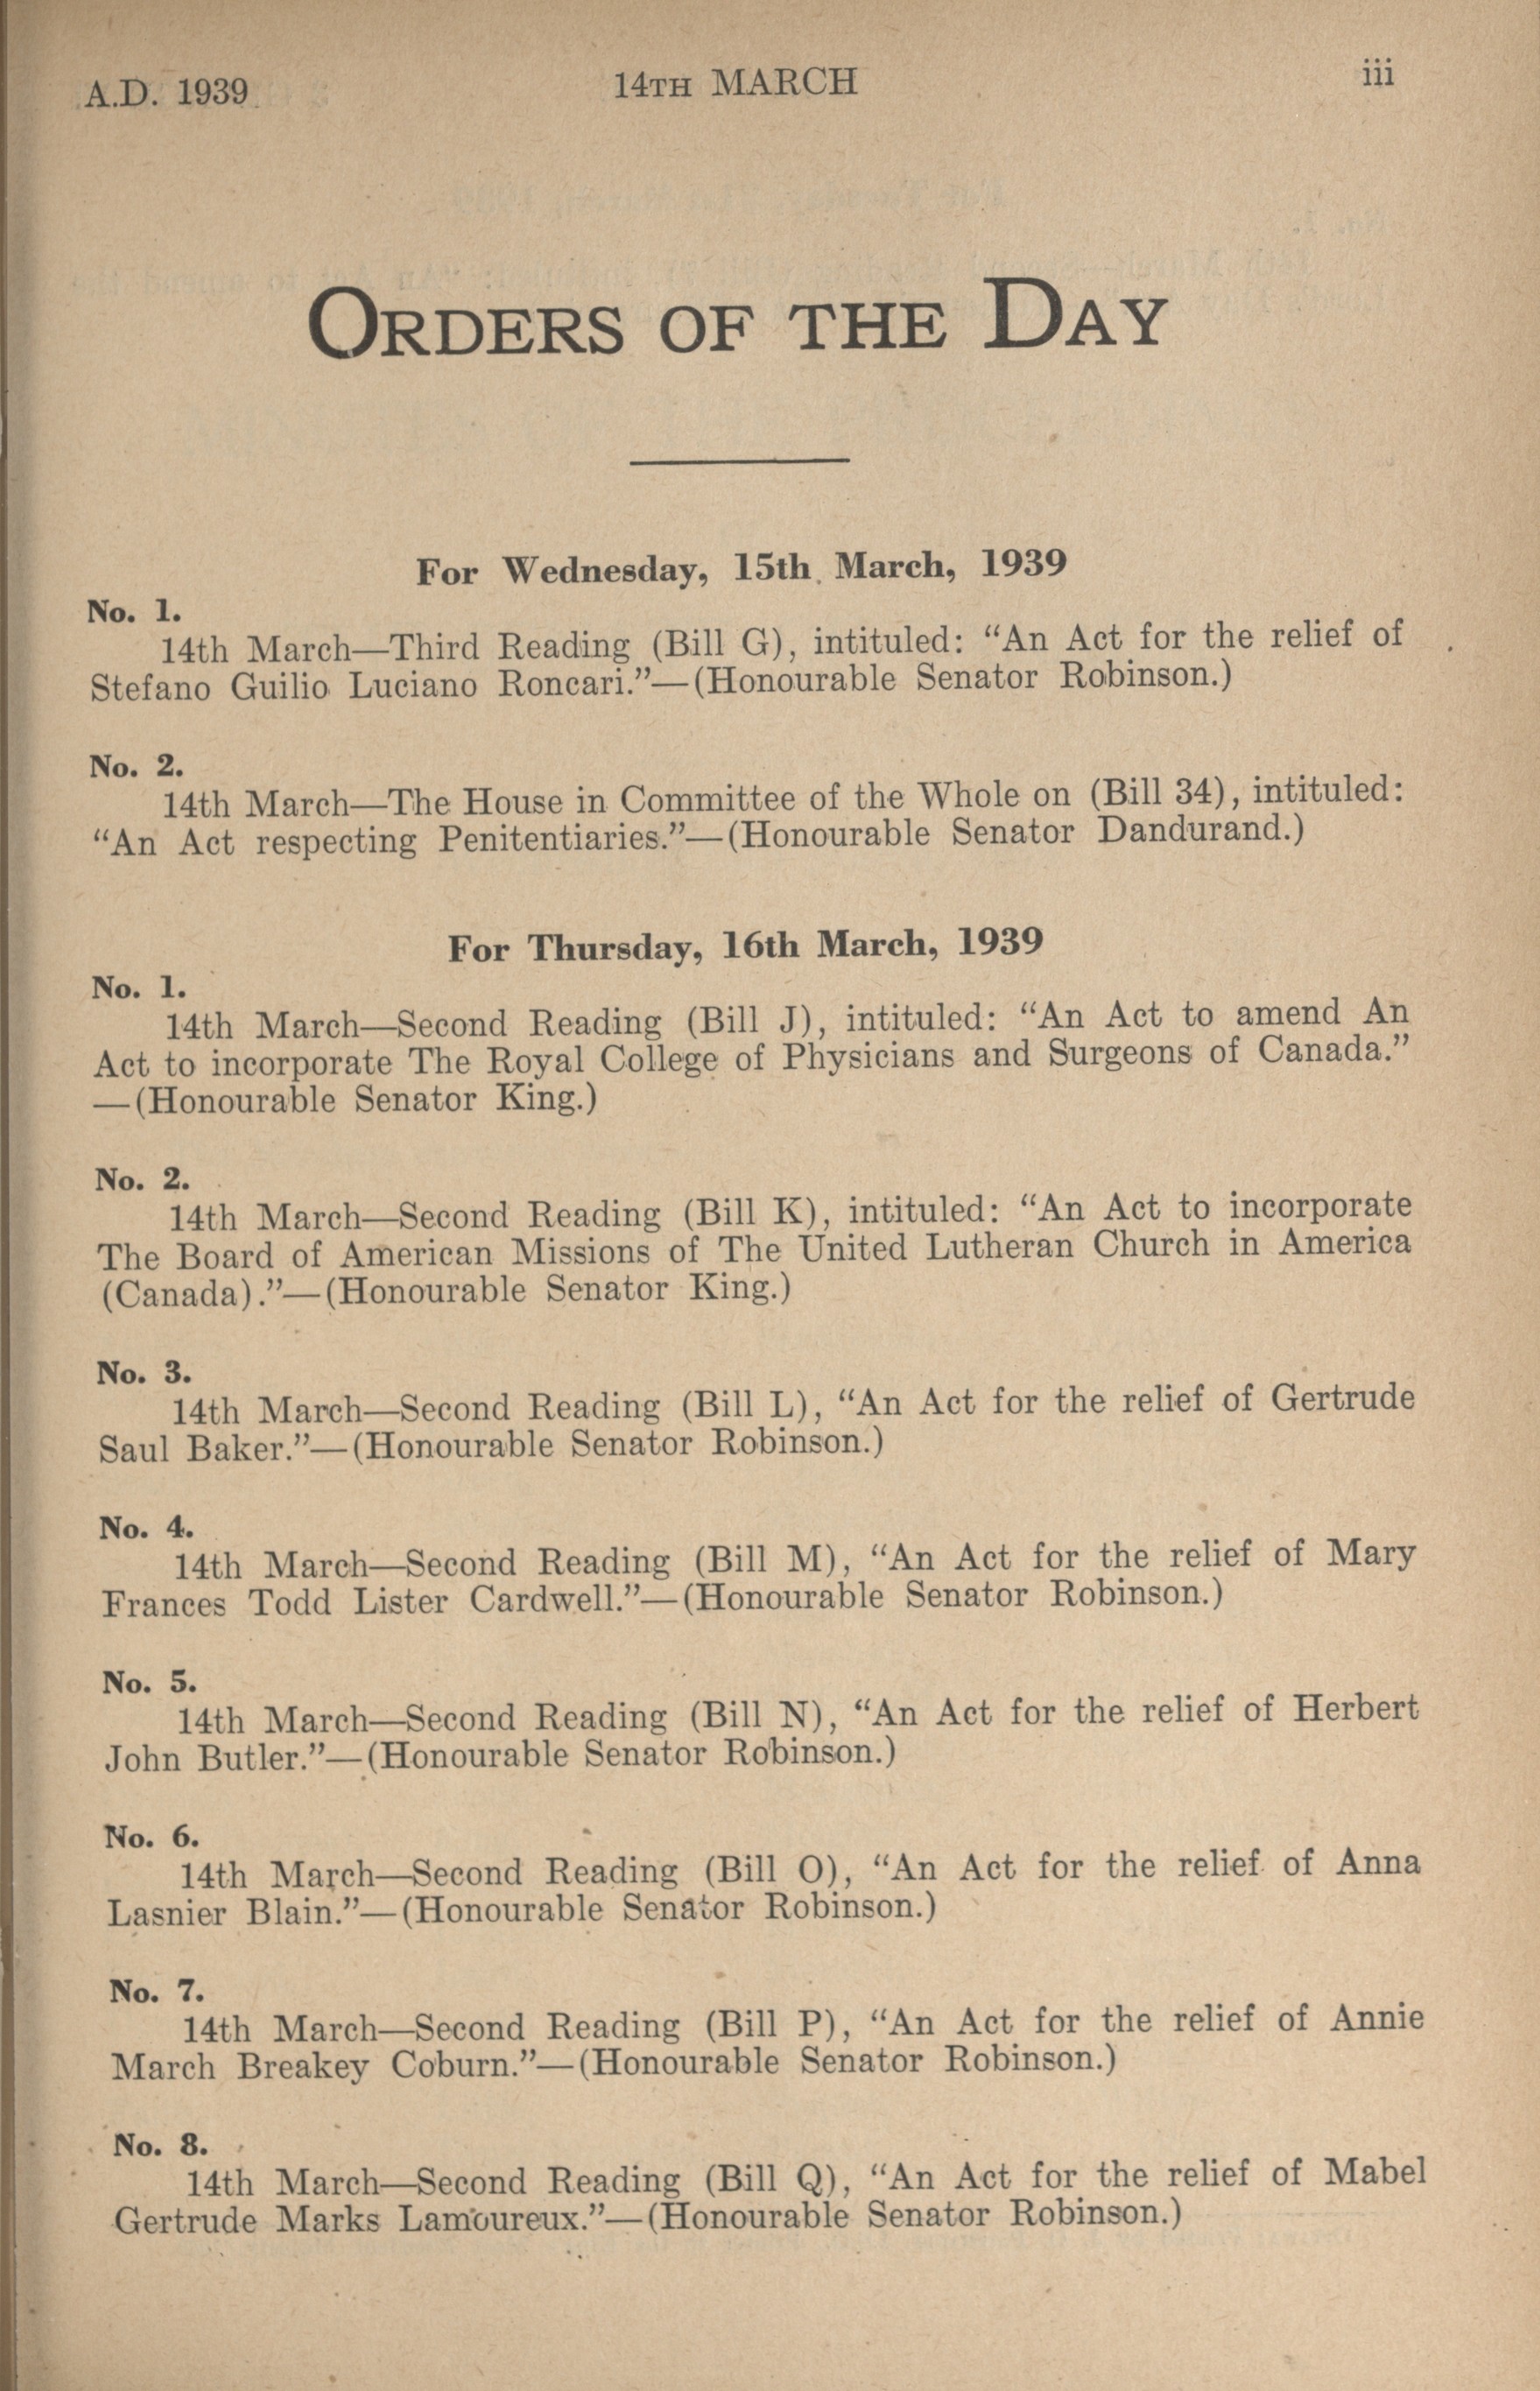 A.D. 1939
14TH MARCH
iii
ORDERS OF THE DAY
For Wednesday, 15th March, 1939
No. 1.
14th March—Third Reading (Bill G), intituled: “An Act for the relief of
Stefano Guilio Luciano Roncari.”—(Honourable Senator Robinson.)
No. 2.
14th March—The House in Committee of the Whole on (Bill 34), intituled:
“An Act respecting Penitentiaries.”—(Honourable Senator Dandurand.)
For Thursday, 16th March, 1939
No. 1.
14th March—Second Reading (Bill J), intituled: “An Act to amend An
Act to incorporate The Royal College of Physicians and Surgeons of Canada.”
—(Honourable Senator King.)
No. 2.
14th March—Second Reading (Bill K), intituled: “An Act to incorporate
The Board of American Missions of The United Lutheran Church in America
(Canada).”—(Honourable Senator King.)
No. 3.
14th March—Second Reading (Bill L), “An Act for the relief of Gertrude
Saul Baker.”—(Honourable Senator Robinson.)
No. 4.
14th March—Second Reading (Bill M), “An Act for the relief of Mary
Frances Todd Lister Cardwell.”—(Honourable Senator Robinson.)
No. 5.
14th March—Second Reading (Bill N), “An Act for the relief of Herbert
John Butler.”—(Honourable Senator Robinson.)
No. 6.
14th March—Second Reading (Bill O), “An Act for the relief of Anna
Lasnier Blain.”—(Honourable Senator Robinson.)
No. 7.
14th March—Second Reading (Bill P), “An Act for the relief of Annie
March Breakey Coburn.”—(Honourable Senator Robinson.)
No. 8.
14th March—Second Reading (Bill Q), “An Act for the relief of Mabel
Gertrude Marks Lamoureux.”—(Honourable Senator Robinson.)